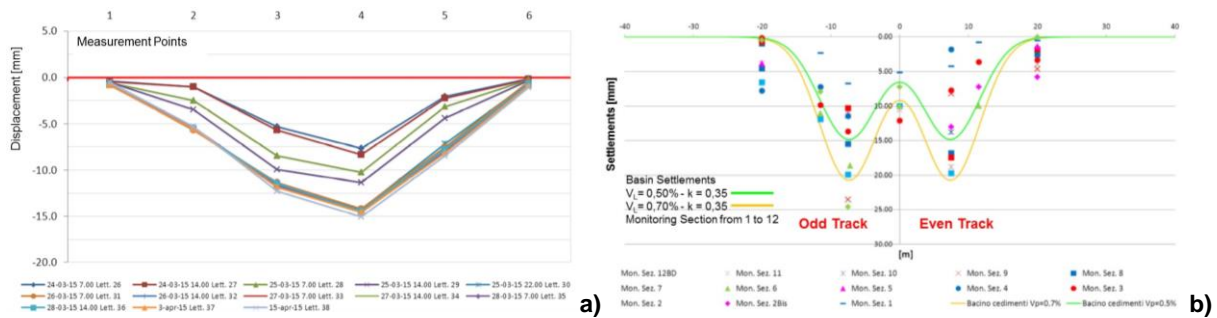 1 2 3 4 5 6
5.0
Measurement Points
0.0
-5.0
-10.0
-15.0
-20.0
Displacement [mm]
24-03-15 7.00 Lett. 26
24-03-15 14.00 Lett. 27
25-03-15 7.00 Lett. 28
25-03-15 14.00 Lett. 29
25-03-15 22.00 Lett. 30
26-03-15 7.00 Lett. 31
26-03-15 14.00 Lett. 32
27-03-15 7.00 Lett. 33
27-03-15 14.00 Lett. 34
28-03-15 7.00 Lett. 35
28-03-15 14.00 Lett. 36
3-apr-15 Lett. 37
15-apr-15 Lett. 38
a)
-40 -30 -20 -10 0 10 20 30 40
0.00
5.00
10.00
15.00
20.00
25.00
30.00
Settlements [mm]
Basin Settlements
VL= 0,50% - k = 0,35
VL= 0,70% - k = 0,35
Monitoring Section from 1 to 12
Odd Track
Even Track
[m]
Mon. Sez. 12BD
Mon. Sez. 11
Mon. Sez. 10
Mon. Sez. 9
Mon. Sez. 8
Mon. Sez. 7
Mon. Sez. 6
Mon. Sez. 5
Mon. Sez. 4
Mon. Sez. 3
Mon. Sez. 2
Mon. Sez. 2Bis
Mon. Sez. 1
Bacino cedimenti Vp=0.7%
Bacino cedimenti Vp=0.5%
b)